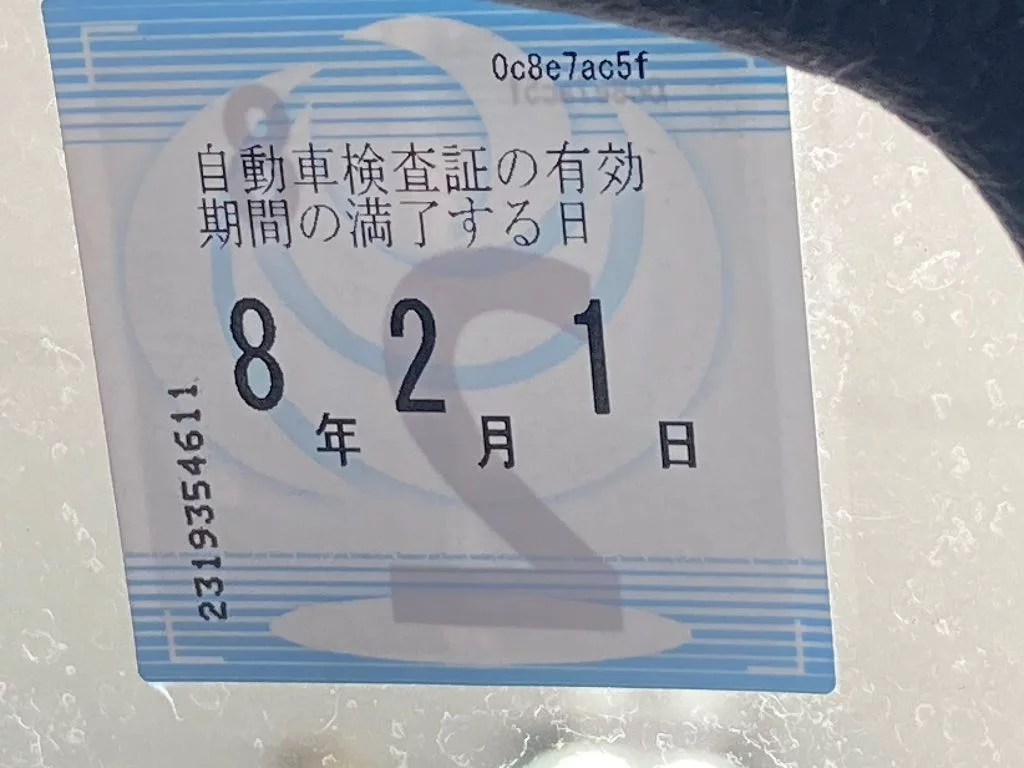 0c8e7ac5f
自動車検査証の有効
期間の満了する日
8年 2月 1日
2319354611